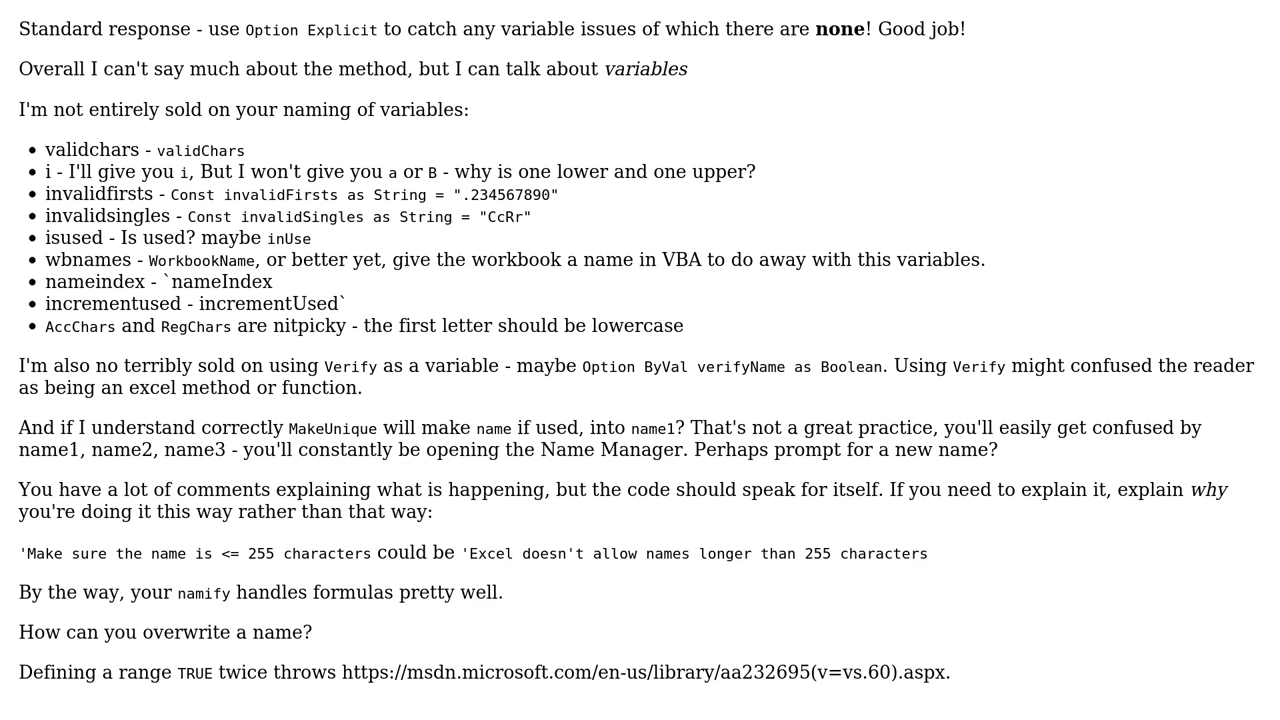 Standard response - use Option Explicit to catch any variable issues of which there are none! Good job!
Overall I can't say much about the method, but I can talk about variables
I'm not entirely sold on your naming of variables:
• validchars - validChars
• i - I'll give you i, But I won't give you a or B - why is one lower and one upper?
• invalidfirsts - Const invalidFirsts as String = ".234567890"
• invalidsingles - Const invalidSingles as String = "CcRr"
• isused - Is used? maybe inUse
• wbnames - WorkbookName, or better yet, give the workbook a name in VBA to do away with this variables.
• nameindex - `nameIndex
• incrementused - incrementUsed`
• AccChars and RegChars are nitpicky - the first letter should be lowercase
I'm also no terribly sold on using Verify as a variable - maybe Option ByVal verifyName as Boolean. Using Verify might confused the reader
as being an excel method or function.
And if I understand correctly MakeUnique will make name if used, into name1? That's not a great practice, you'll easily get confused by
name1, name2, name3 - you'll constantly be opening the Name Manager. Perhaps prompt for a new name?
You have a lot of comments explaining what is happening, but the code should speak for itself. If you need to explain it, explain why
you're doing it this way rather than that way:
'Make sure the name is <= 255 characters could be 'Excel doesn't allow names longer than 255 characters
By the way, your namify handles formulas pretty well.
How can you overwrite a name?
Defining a range TRUE twice throws https://msdn.microsoft.com/en-us/library/aa232695(v=vs.60).aspx.